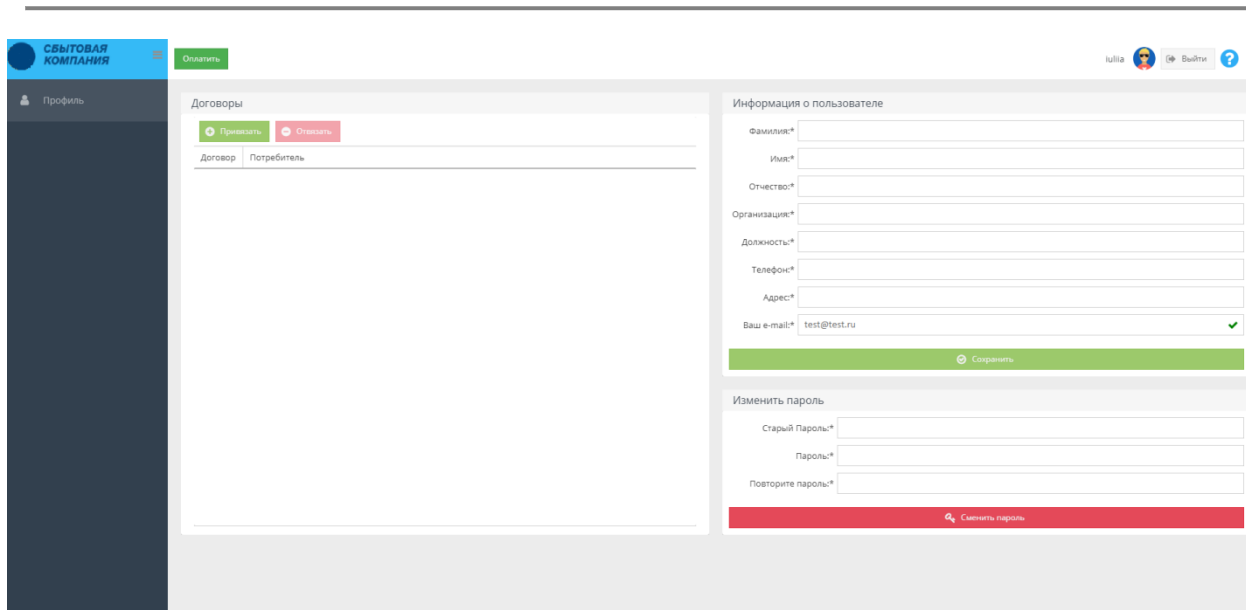 СБЫТОВАЯ
КОМПАНИЯ
Оплатить
iuliia
Выйти
?
Профиль
Договоры
Привязать
Отвязать
Договор Потребитель
Информация о пользователе
Фамилия:*
Имя:*
Отчество:*
Организация:*
Должность:*
Телефон:*
Адрес:*
Ваш e-mail:* test@test.ru
Сохранить
Изменить пароль
Старый Пароль:*
Пароль:*
Повторите пароль:*
Сменить пароль